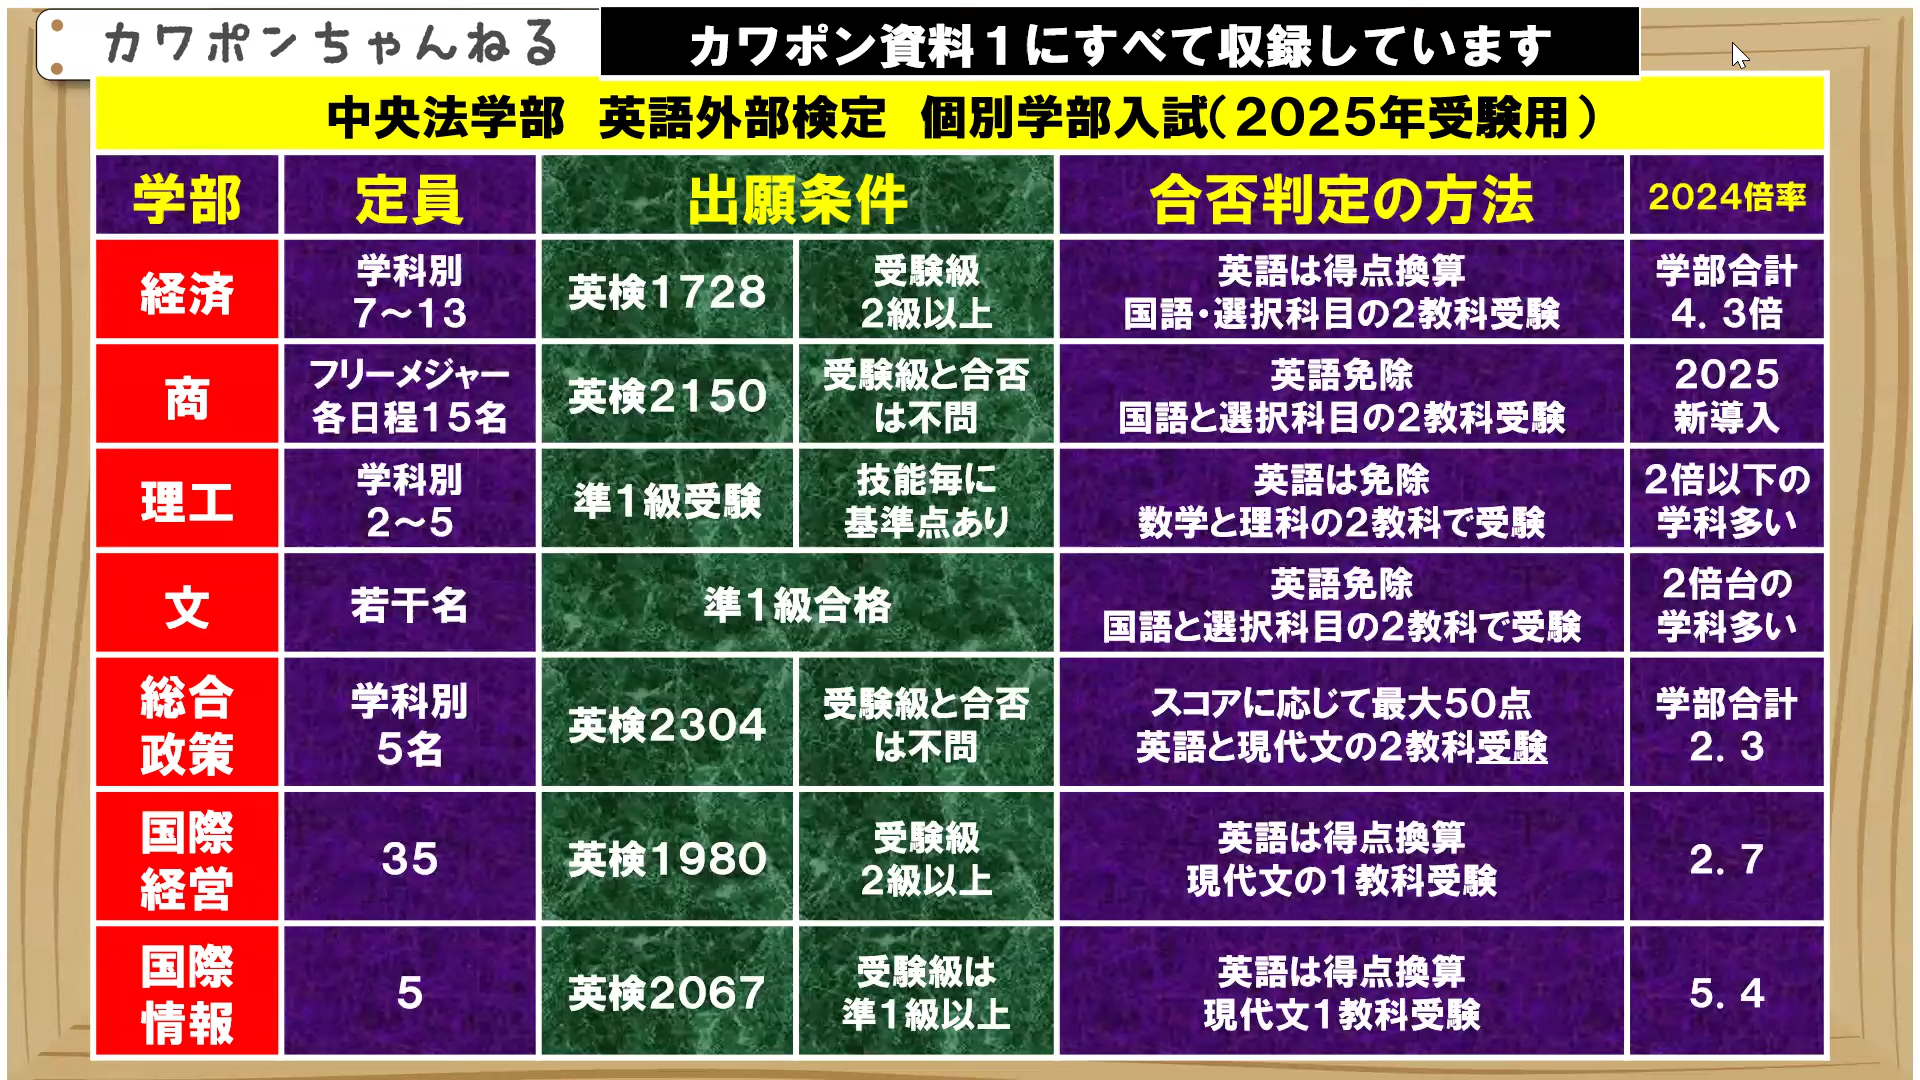 カワポンちゃんねる
カワポン資料1にすべて収録しています
中央法学部 英語外部検定 個別学部入試(2025年受験用)
学部
定員
出願条件
合否判定の方法
2024倍率
経済
学科別
7~13
英検1728
受験級
2級以上
英語は得点換算
国語・選択科目の2教科受験
学部合計
4.3倍
商
フリーメジャー
各日程15名
英検2150
受験級と合否
は不問
英語免除
国語と選択科目の2教科受験
2025
新導入
理工
学科別
2~5
準1級受験
技能毎に
基準点あり
英語は免除
数学と理科の2教科で受験
2倍以下の
学科多い
文
若干名
準1級合格
英語免除
国語と選択科目の2教科で受験
2倍台の
学科多い
総合
政策
学科別
5名
英検2304
受験級と合否
は不問
スコアに応じて最大50点
英語と現代文の2教科受験
学部合計
2.3
国際
経営
35
英検1980
受験級
2級以上
英語は得点換算
現代文の1教科受験
2.7
国際
情報
5
英検2067
受験級は
準1級以上
英語は得点換算
現代文1教科受験
5.4